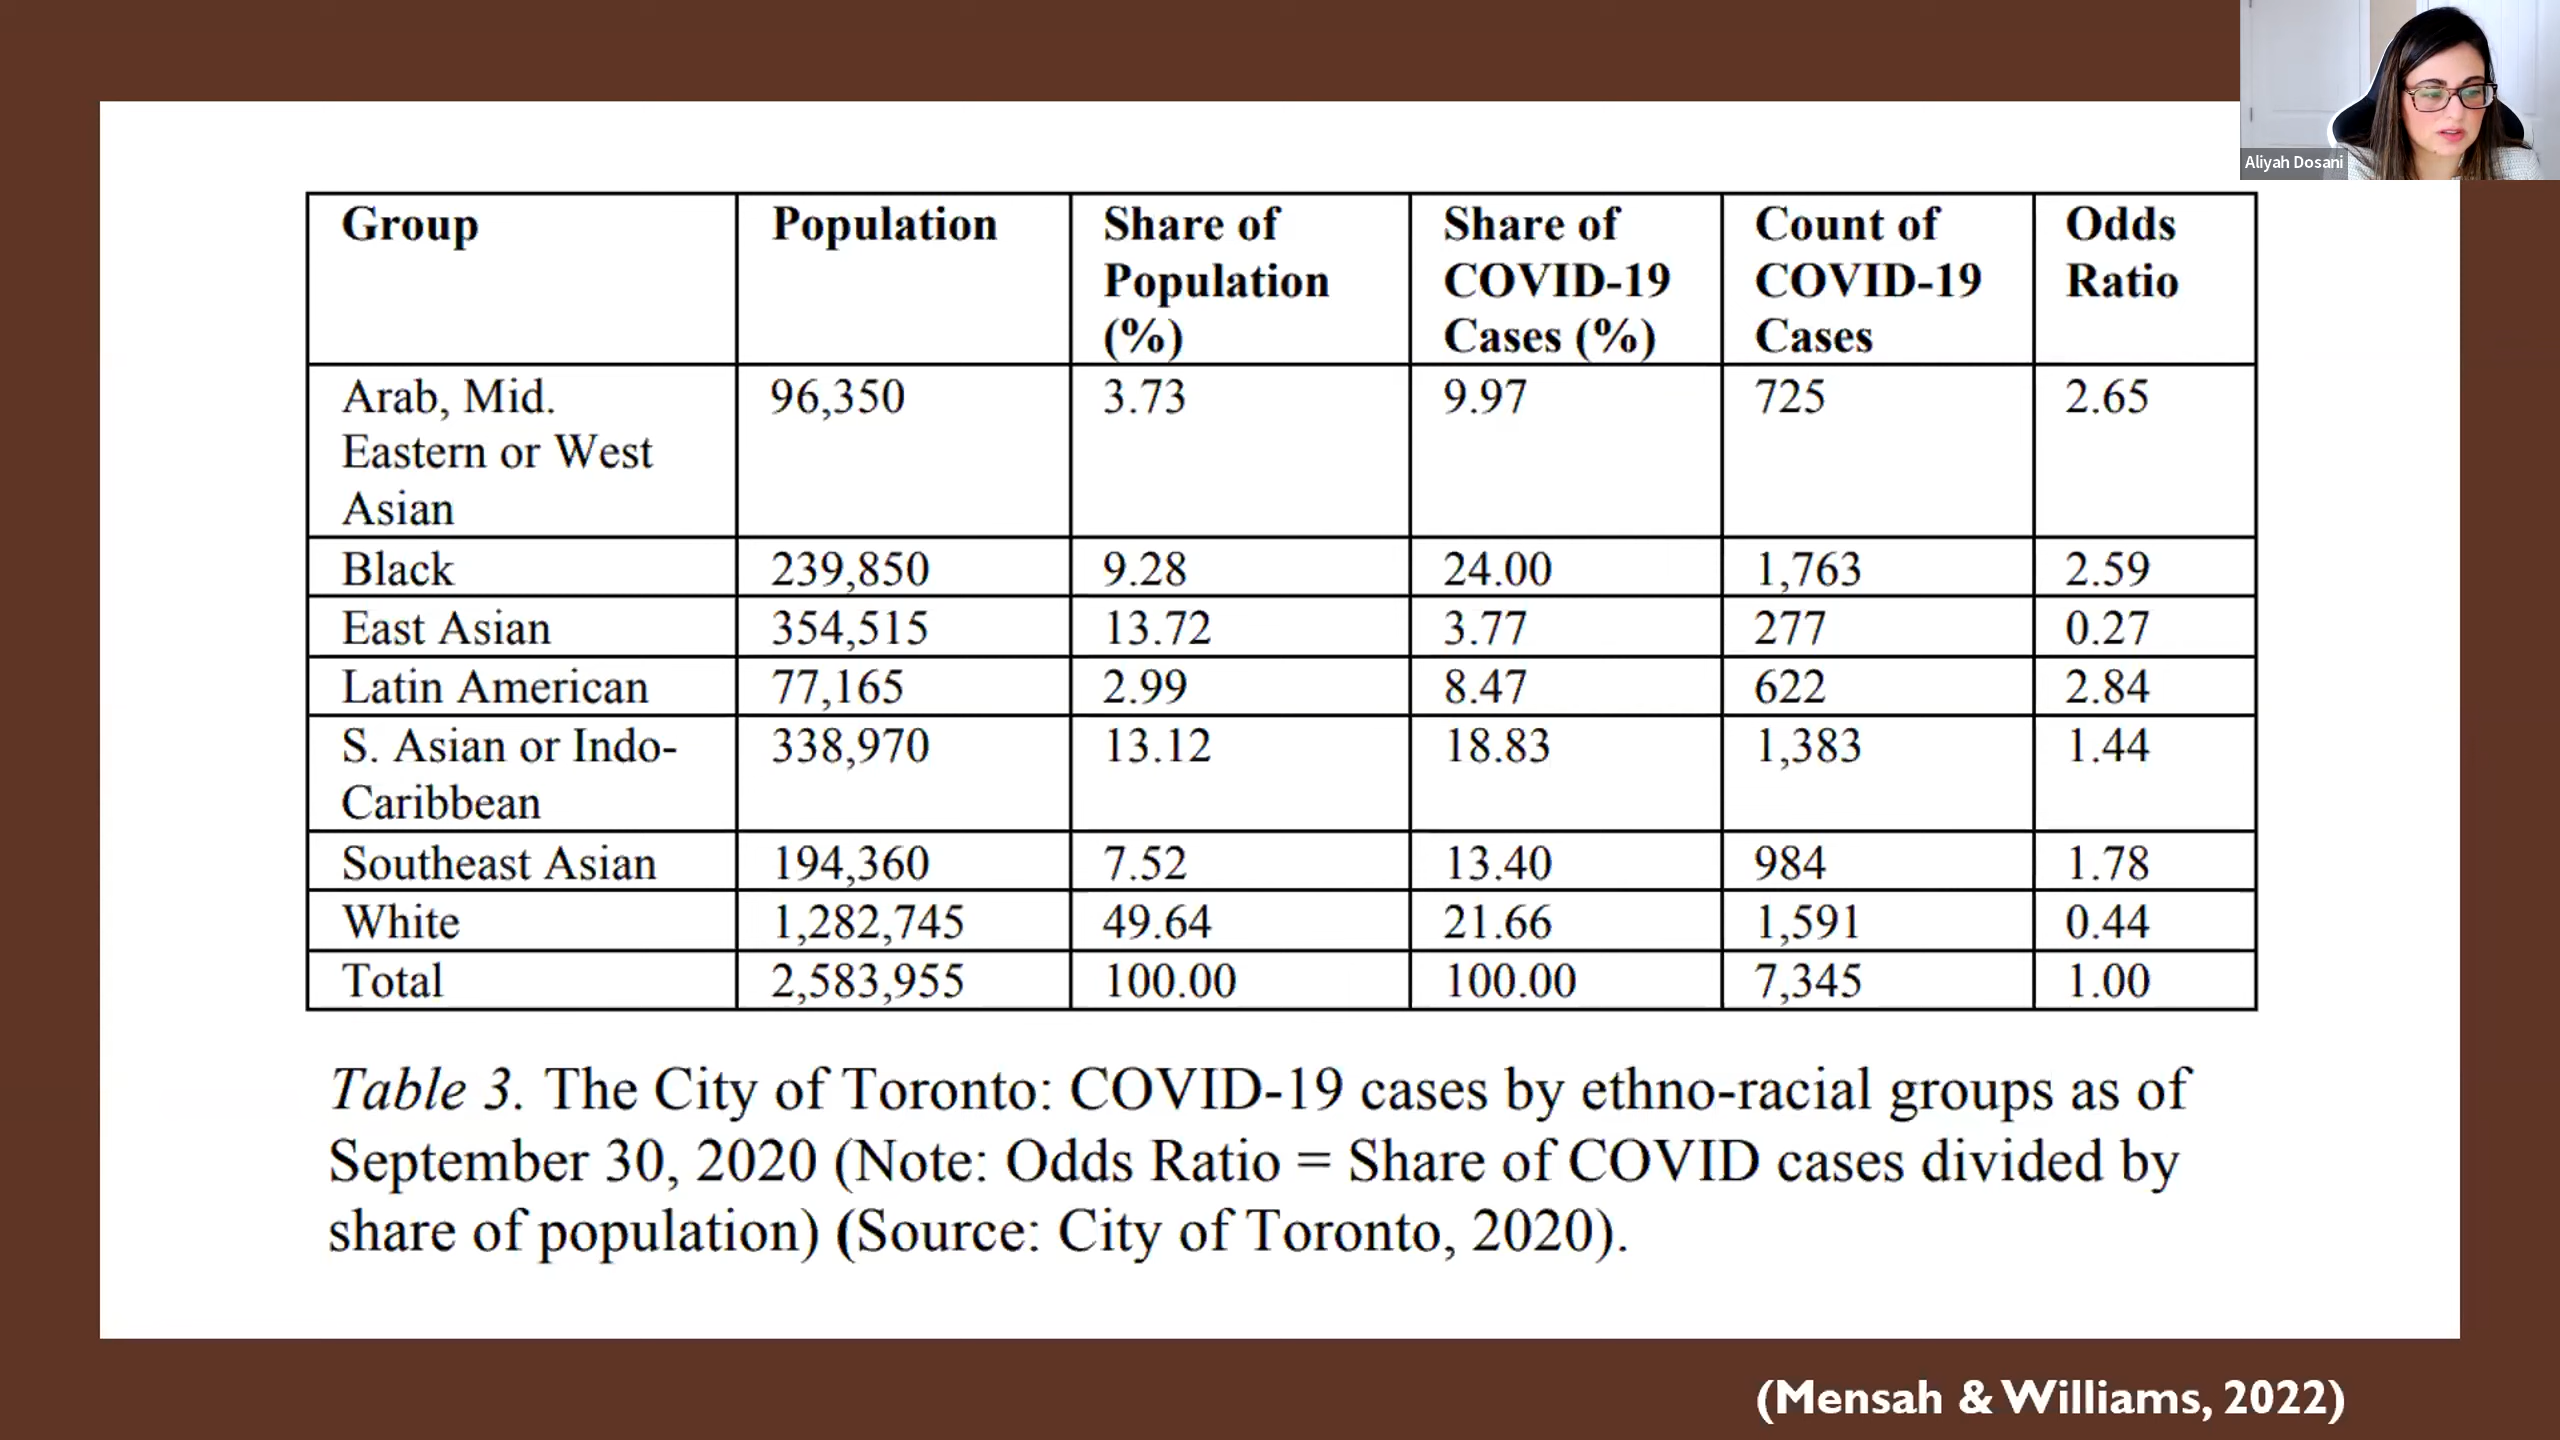 Aliyah Dosani
Group Population Share of Population (%) Share of COVID-19 Cases (%) Count of COVID-19 Cases Odds Ratio
Arab, Mid. Eastern or West Asian 96,350 3.73 9.97 725 2.65
Black 239,850 9.28 24.00 1,763 2.59
East Asian 354,515 13.72 3.77 277 0.27
Latin American 77,165 2.99 8.47 622 2.84
S. Asian or Indo-Caribbean 338,970 13.12 18.83 1,383 1.44
Southeast Asian 194,360 7.52 13.40 984 1.78
White 1,282,745 49.64 21.66 1,591 0.44
Total 2,583,955 100.00 100.00 7,345 1.00
Table 3. The City of Toronto: COVID-19 cases by ethno-racial groups as of
September 30, 2020 (Note: Odds Ratio = Share of COVID cases divided by
share of population) (Source: City of Toronto, 2020).
(Mensah & Williams, 2022)